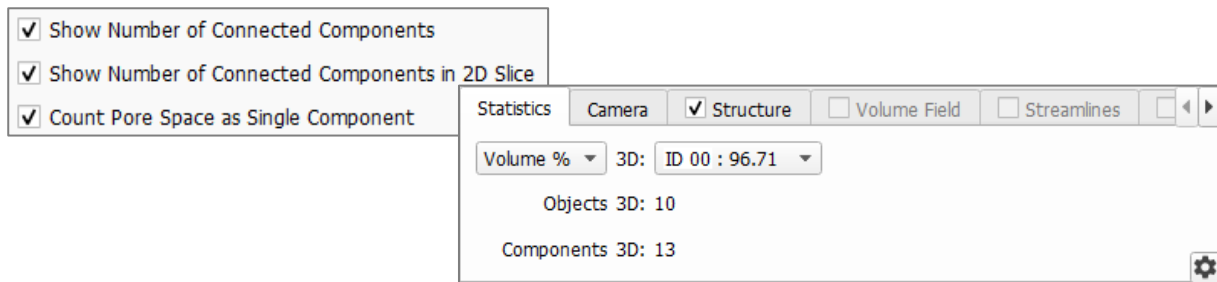 Show Number of Connected Components
Show Number of Connected Components in 2D Slice
Count Pore Space as Single Component
Statistics Camera Structure Volume Field Streamlines
Volume % 3D: ID 00 : 96.71
Objects 3D: 10
Components 3D: 13